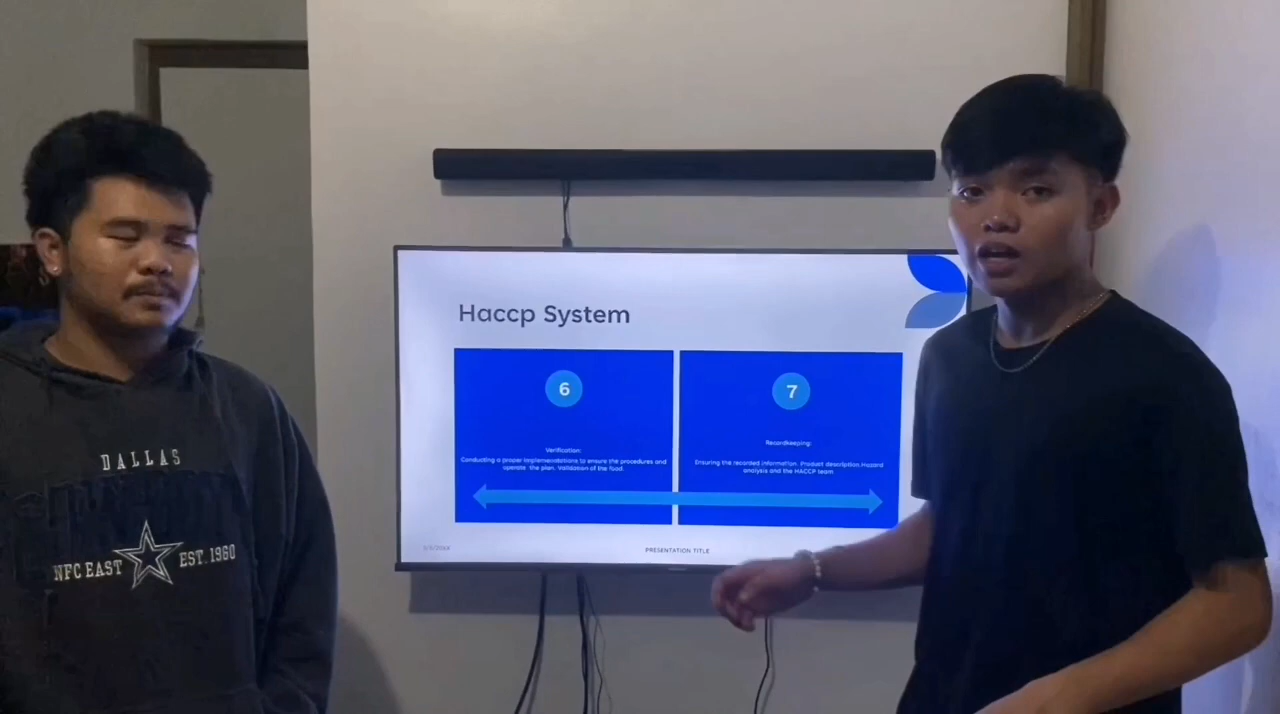 Haccp System
6
Verification:
Conducting a proper implementations to ensure the procedures and
operate the plan. Validation of the food.
7
Recordkeeping:
Ensuring the recorded information. Product description.Hazard
analysis and the HACCP team
PRESENTATION TITLE
DALLAS
NFC EAST EST. 1960